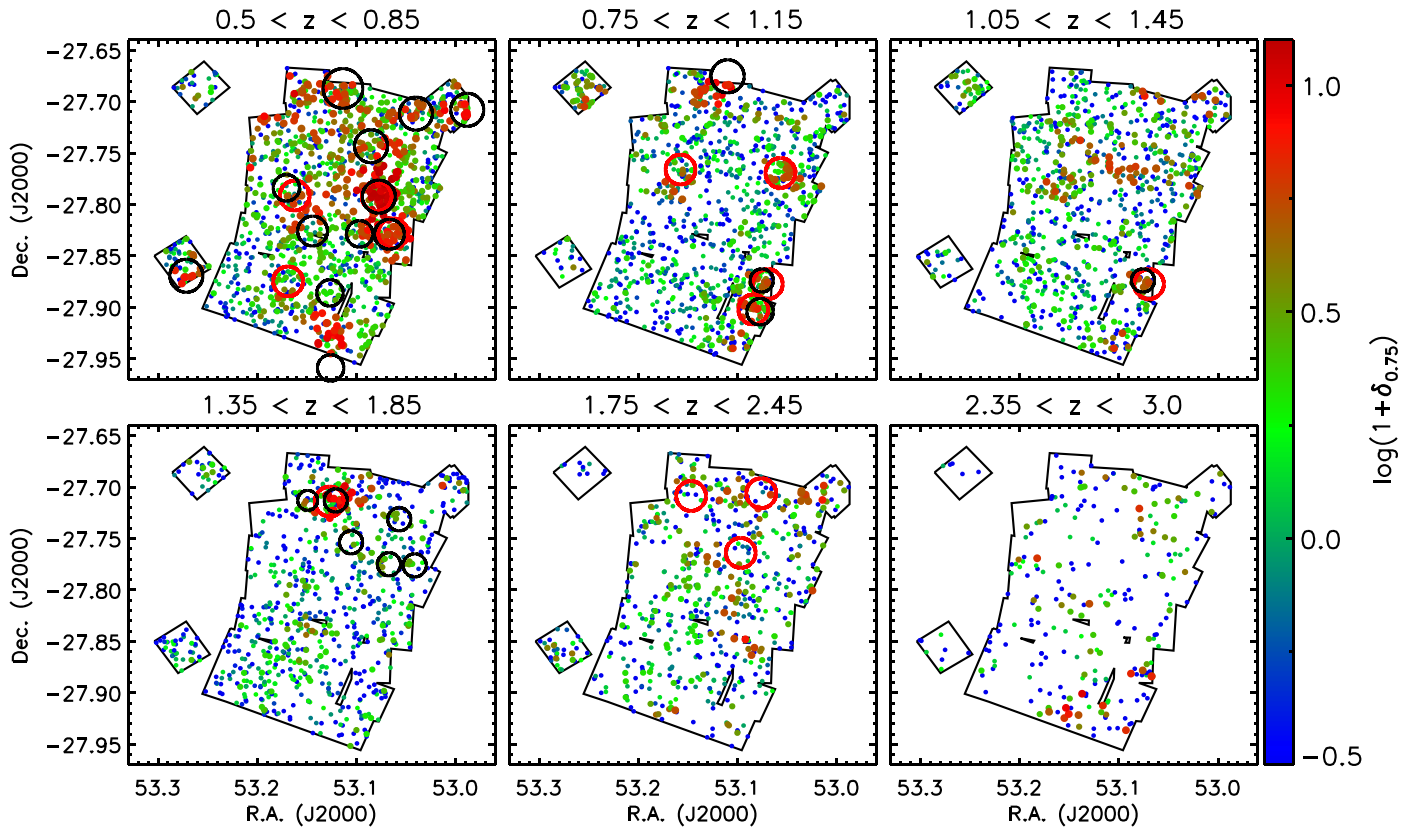 0.5 < z < 0.85
0.75 < z < 1.15
1.05 < z < 1.45
−27.65
−27.70
−27.75
−27.80
−27.85
−27.90
−27.95
Dec. (J2000)
1.35 < z < 1.85
1.75 < z < 2.45
2.35 < z < 3.0
−27.65
−27.70
−27.75
−27.80
−27.85
−27.90
−27.95
Dec. (J2000)
53.3 53.2 53.1 53.0
53.3 53.2 53.1 53.0
53.3 53.2 53.1 53.0
R.A. (J2000)
R.A. (J2000)
R.A. (J2000)
1.0
0.5
0.0
−0.5
log(1+δ0.75)